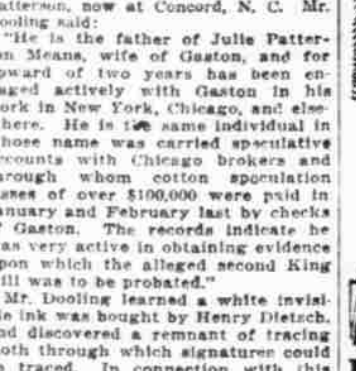 atterson, now at Concord, N. C. Mr.
ooling said:
"He is the father of Julie Patter-
on Means, wife of Gaston, and for
pward of two years has been en-
aged actively with Gaston in his
ork in New York, Chicago, and else-
here. He is the same individual in
hose name was carried speculative
ccounts with Chicago brokers and
hrough whom cotton speculation
sses of over $100,000 were paid in
anuary and February last by checks
f Gaston. The records indicate he
as very active in obtaining evidence
pon which the alleged second King
ill was to be probated."
Mr. Dooling learned a white invisi-
le ink was bought by Henry Dietsch,
nd discovered a remnant of tracing
oth through which signatures could
e traced. In connection with this